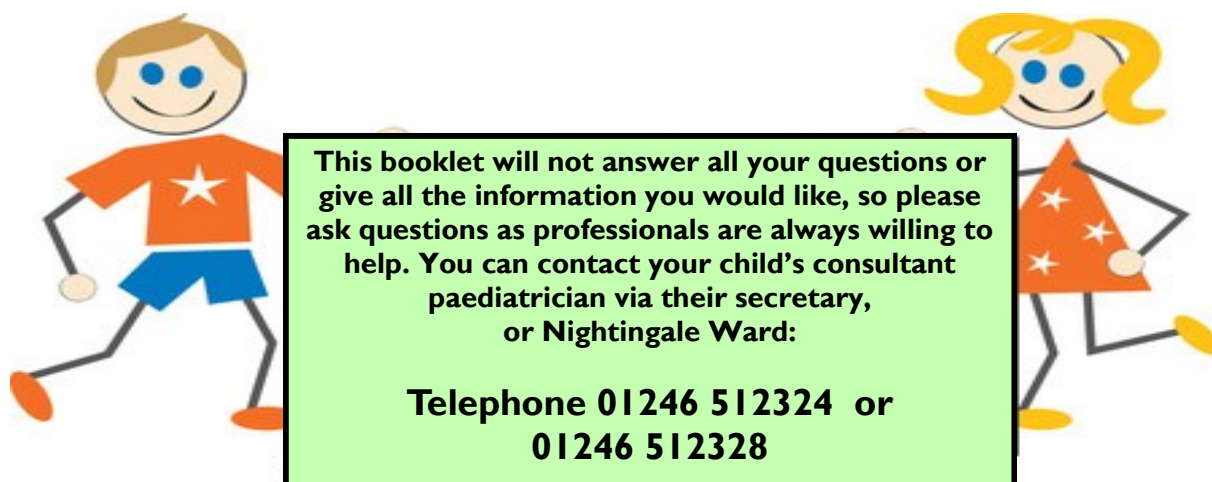 This booklet will not answer all your questions or
give all the information you would like, so please
ask questions as professionals are always willing to
help. You can contact your child's consultant
paediatrician via their secretary,
or Nightingale Ward:
Telephone 01246 512324 or
01246 512328